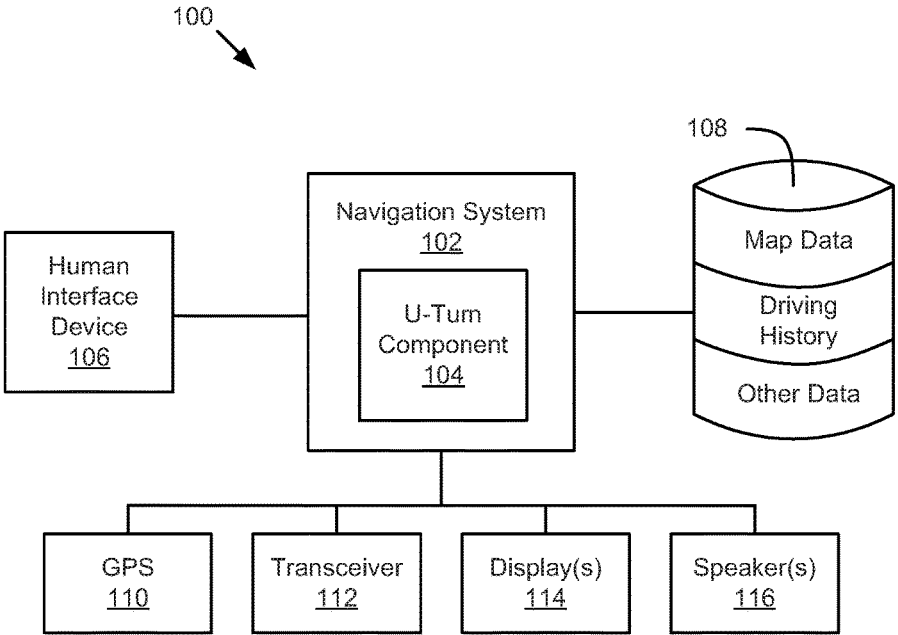 100
108
Navigation System
102
U-Turn
Component
104
Human
Interface
Device
106
Map Data
Driving
History
Other Data
GPS
110
Transceiver
112
Display(s)
114
Speaker(s)
116